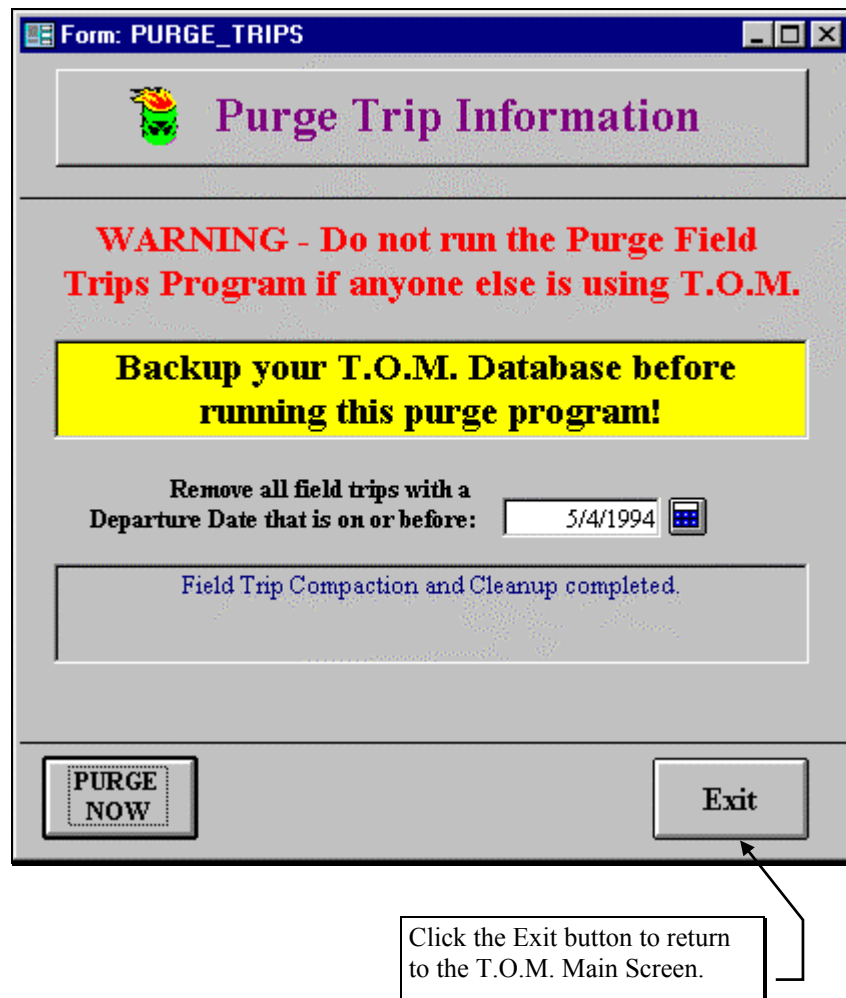 Form: PURGE_TRIPS
Purge Trip Information
WARNING - Do not run the Purge Field
Trips Program if anyone else is using T.O.M.
Backup your T.O.M. Database before
running this purge program!
Remove all field trips with a
Departure Date that is on or before:
5/4/1994
Field Trip Compaction and Cleanup completed.
PURGE
NOW
Exit
Click the Exit button to return
to the T.O.M. Main Screen.